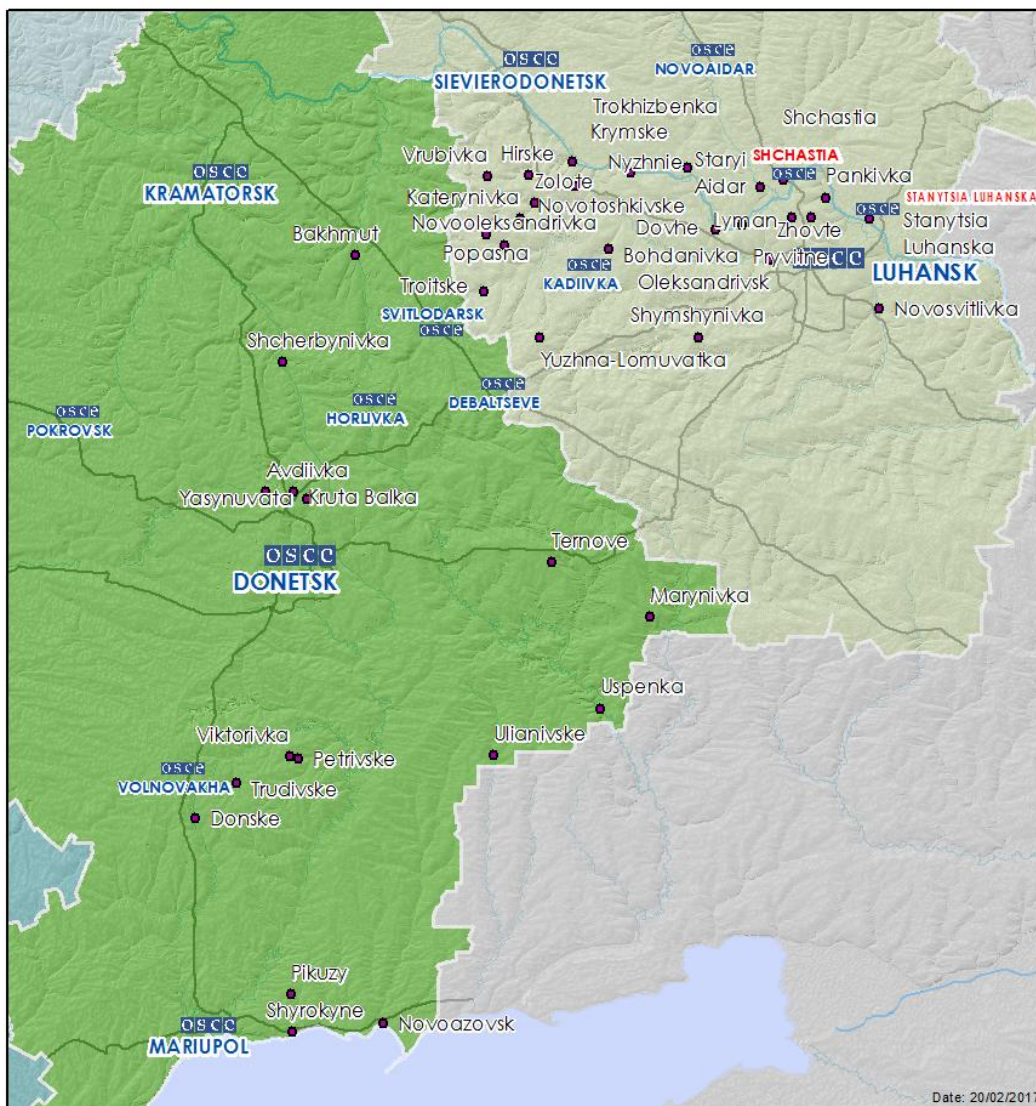 osce
SIEVIERODONETSK
osce
NOVOAIDAR
Trokhizbenka
Krymske
Shchastia
Vrubivka
Hirske
Nyzhnie
Staryi
SHCHASTIA
osce
KRAMATORSK
Zolote
Aidar
osce
Pankivka
Katerynivka
Novotoshkivske
STANYTSIA LUHANSKA
osce
Novooleksandrivka
Dovhe
Lyman
Zhovte
Stanytsia
Luhanska
Bakhmut
Popasna
Bohdanivka
Pryvitne
osce
LUHANSK
osce
KADIIVKA
Troitske
Oleksandrivsk
SVITLODARSK
osce
Shymshynivka
Novosvitlivka
Shcherbynivka
Yuzhna-Lomuvatka
osce
DEBALTSEVE
osce
HORLIVKA
osce
POKROVSK
Avdiivka
Yasynuvata
Kruta Balka
osce
DONETSK
Ternove
Marynivka
Uspenka
Viktorivka
Ulianivske
Petrivske
osce
VOLNOVAKHA
Trudivske
Donske
Pikuzy
Shyrokyne
osce
MARIUPOL
Novoazovsk
Date: 20/02/2017